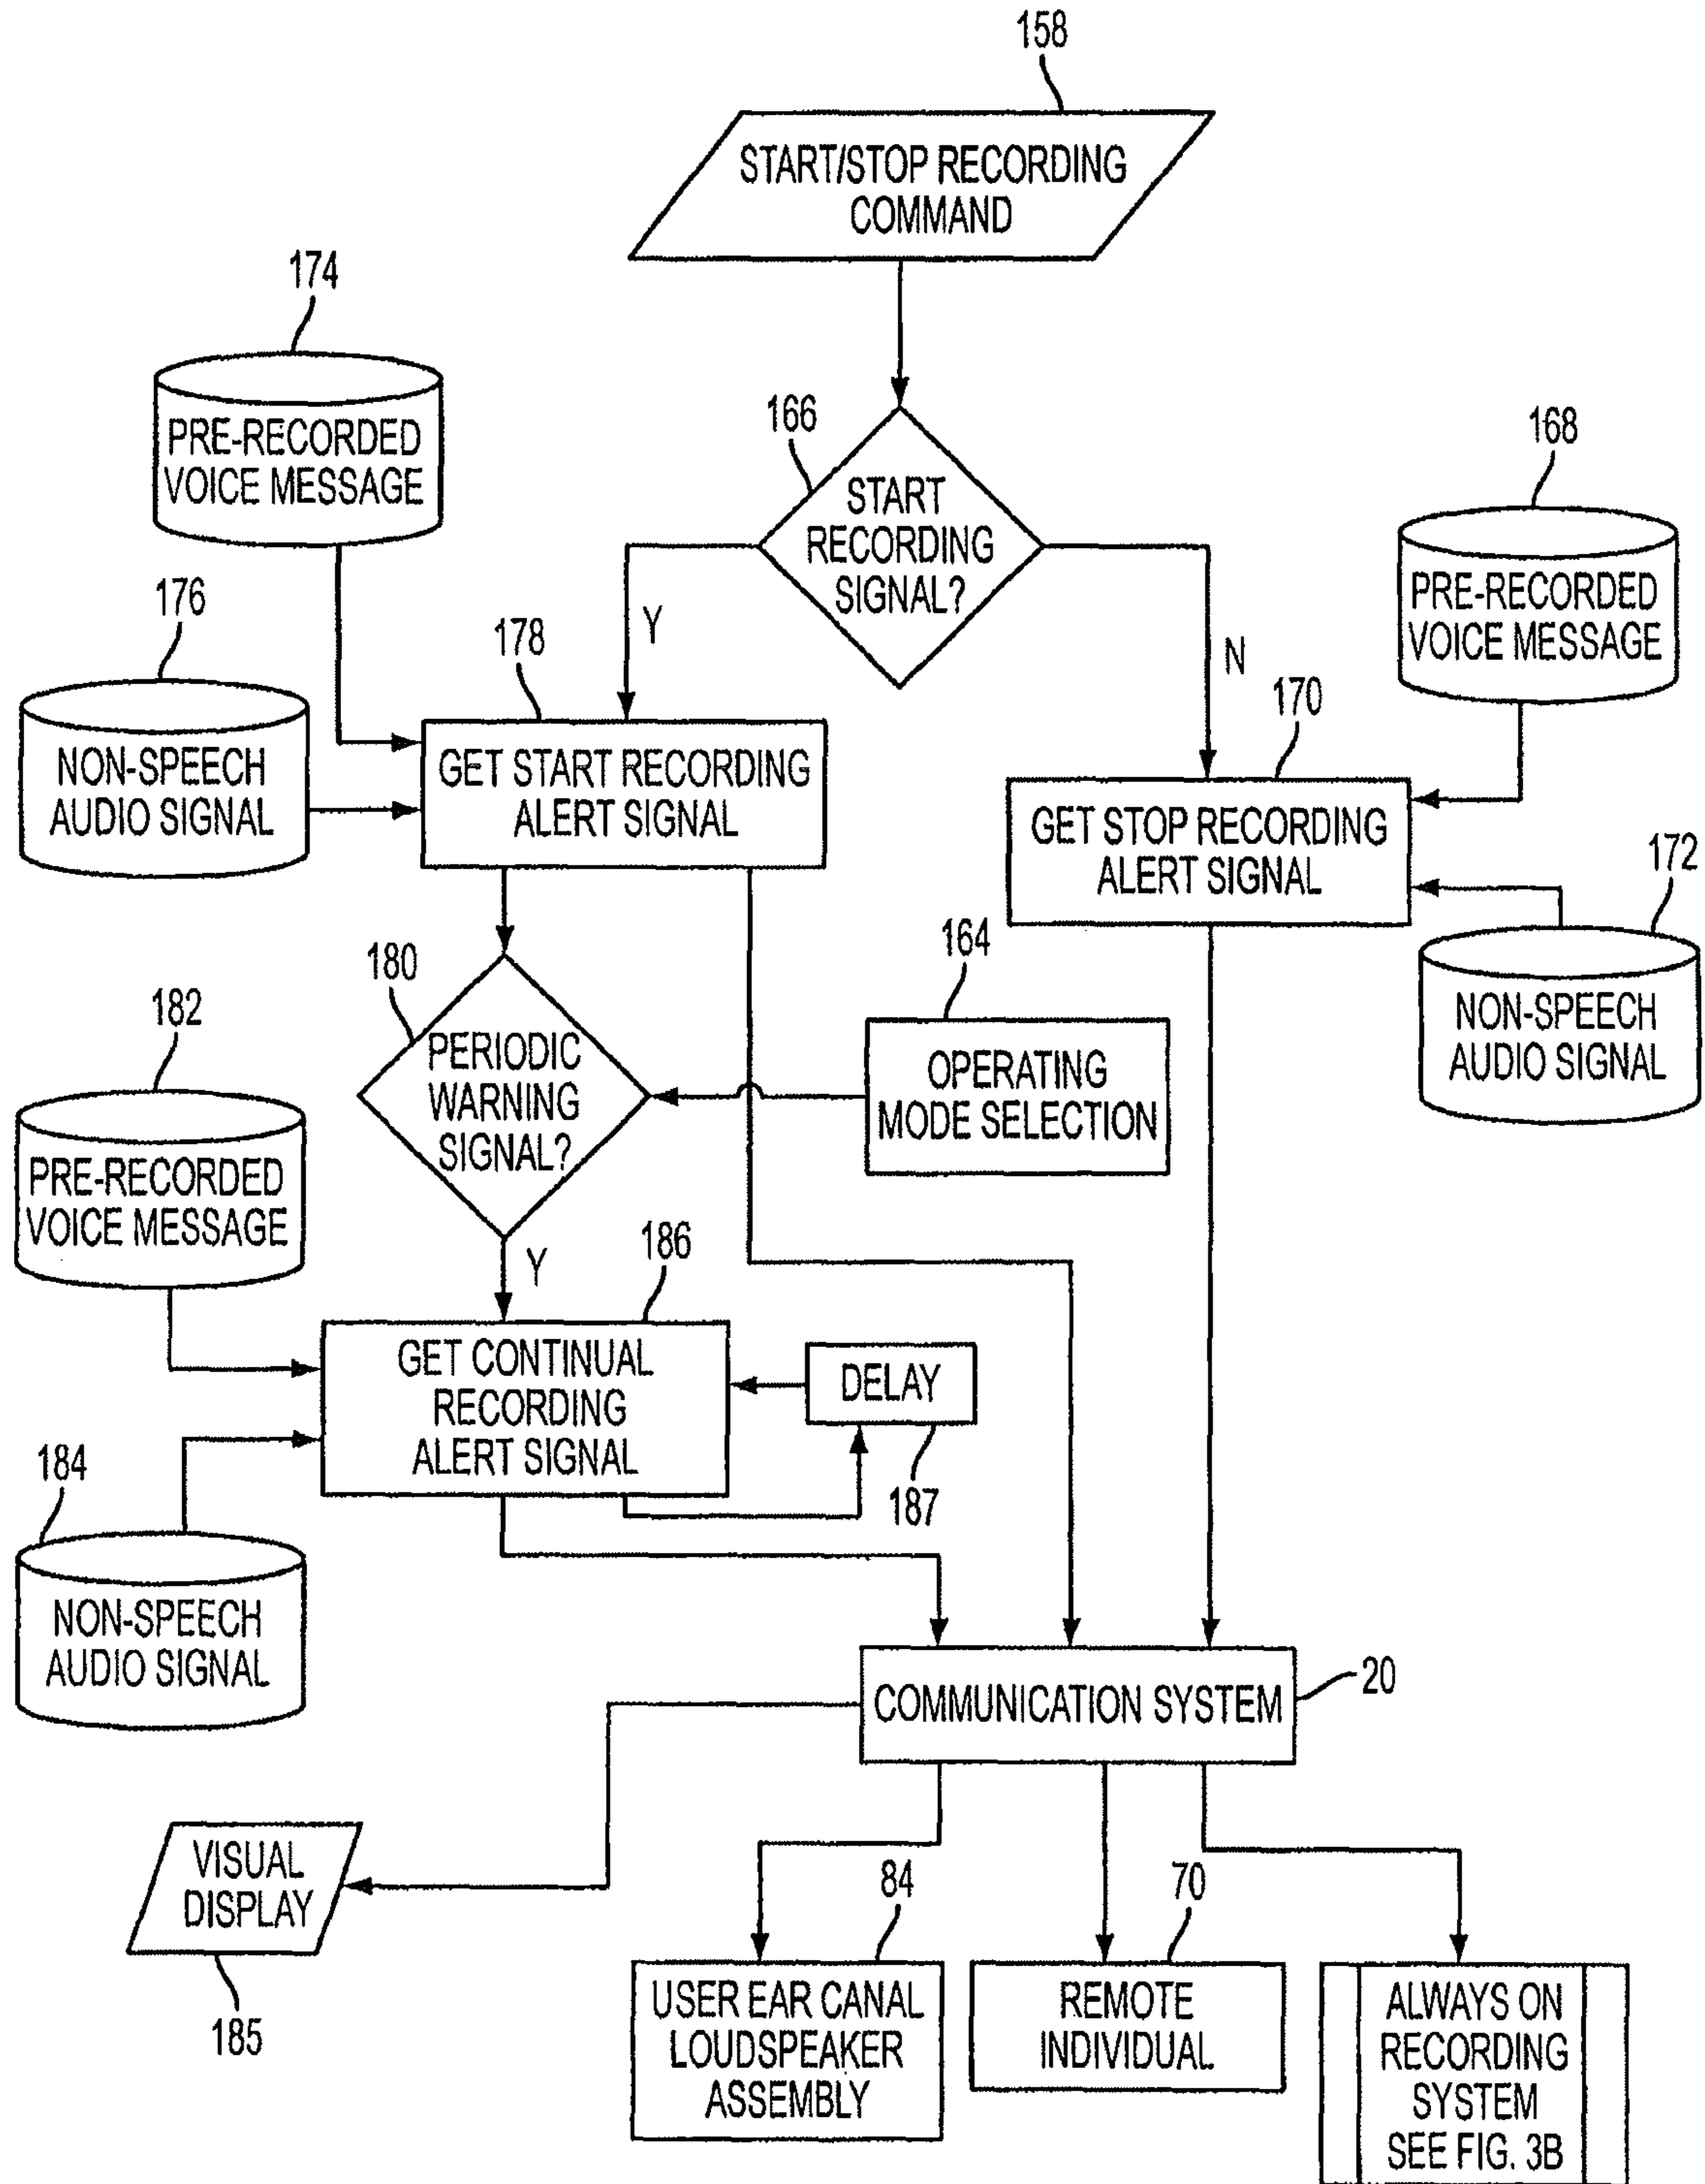 158
START/STOP RECORDING
COMMAND
174
PRE-RECORDED
VOICE MESSAGE
166
START
RECORDING
SIGNAL?
168
PRE-RECORDED
VOICE MESSAGE
176
NON-SPEECH
AUDIO SIGNAL
178
Y
N
GET START RECORDING
ALERT SIGNAL
170
GET STOP RECORDING
ALERT SIGNAL
172
NON-SPEECH
AUDIO SIGNAL
180
PERIODIC
WARNING
SIGNAL?
164
OPERATING
MODE SELECTION
182
PRE-RECORDED
VOICE MESSAGE
Y
186
GET CONTINUAL
RECORDING
ALERT SIGNAL
DELAY
187
184
NON-SPEECH
AUDIO SIGNAL
COMMUNICATION SYSTEM
20
VISUAL
DISPLAY
185
84
USER EAR CANAL
LOUDSPEAKER
ASSEMBLY
70
REMOTE
INDIVIDUAL
ALWAYS ON
RECORDING
SYSTEM
SEE FIG. 3B